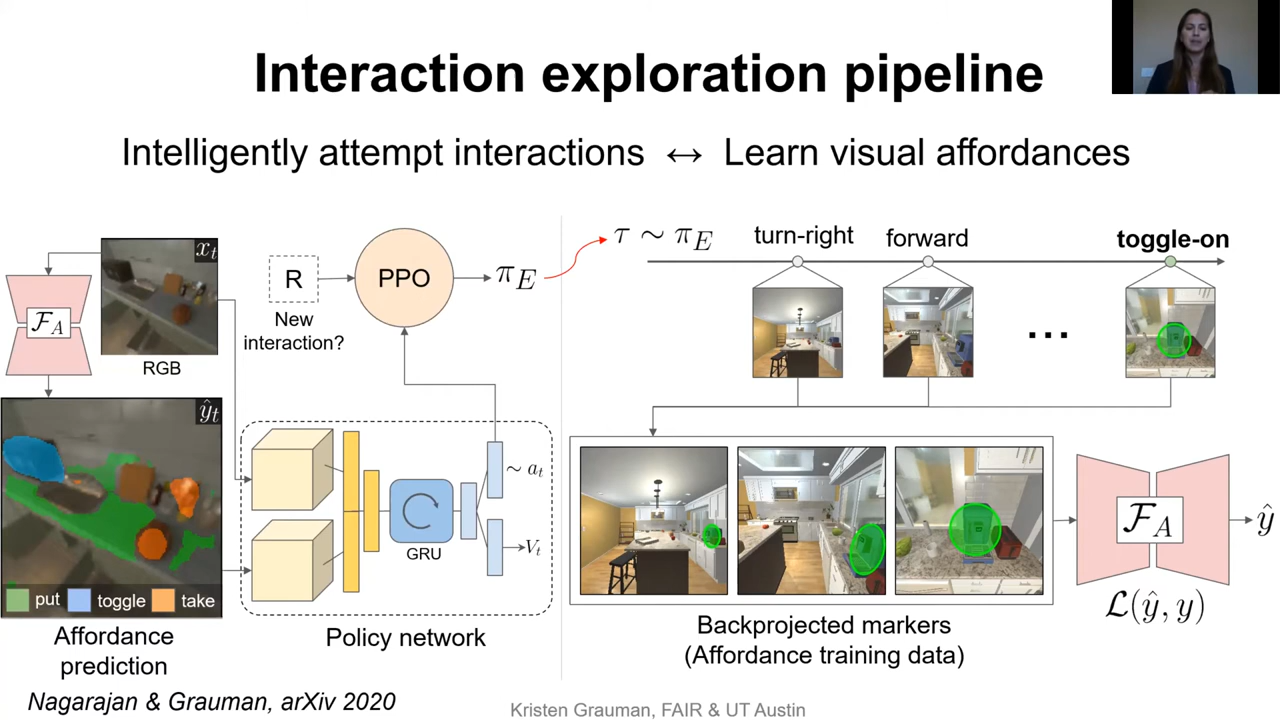 Interaction exploration pipeline
Intelligently attempt interactions ↔ Learn visual affordances
x_t
F_A
RGB
ŷ_t
put toggle take
Affordance
prediction
R
New
interaction?
PPO
π_E
GRU
~ a_t
V_t
Policy network
τ ~ π_E
turn-right
forward
toggle-on
...
Backprojected markers
(Affordance training data)
F_A
ŷ
L(ŷ, y)
Nagarajan & Grauman, arXiv 2020
Kristen Grauman, FAIR & UT Austin